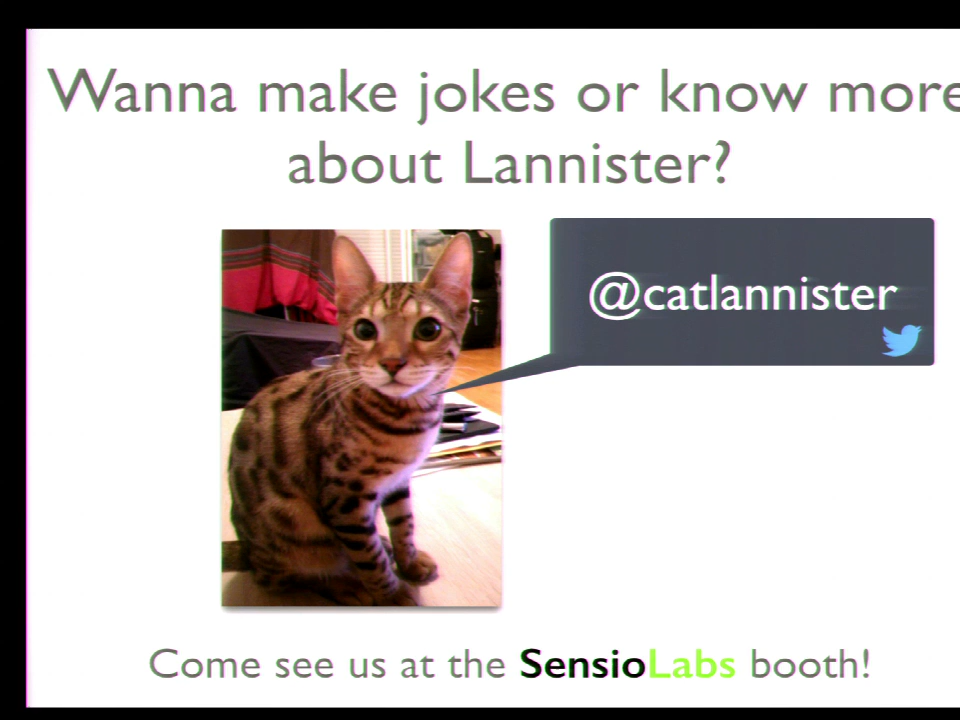 Wanna make jokes or know more
about Lannister?
@catlannister
Come see us at the SensioLabs booth!